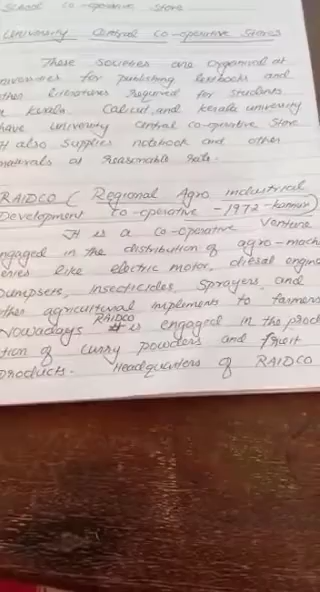 School Co-operative Store
University Central Co-operative Stores
These societies are organised at
universities for publishing textbooks and
other literatures required for students
n kerala. Calicut and kerala university
have University central co-operative Store
It also supplies notebook and other
materials at Reasonable rate.
RAIDCO (Regional Agro industrial
Development Co-operative - 1972 - kannur)
It is a co-operative venture
ngaged in the distribution of agro-mach
eries like electric motor, diesal engine
pumpsets, insecticides, Sprayers and
other agricultural implements to farmers
Nowadays RAIDCO is engaged in the produ
tion of curry powders and fruit
products. Headquarters of RAIDCO